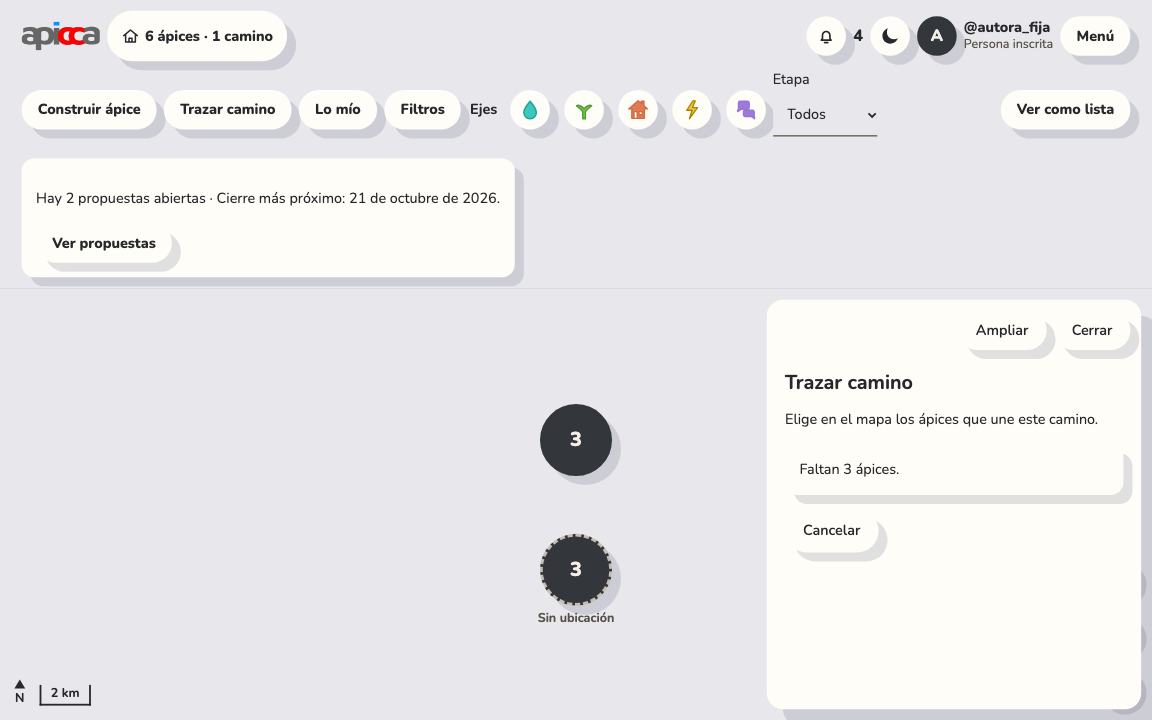 apicca
6 ápices · 1 camino
4
A
@autora_fija
Persona inscrita
Menú
Construir ápice
Trazar camino
Lo mío
Filtros
Ejes
Etapa
Todos
Ver como lista
Hay 2 propuestas abiertas · Cierre más próximo: 21 de octubre de 2026.
Ver propuestas
Ampliar
Cerrar
Trazar camino
Elige en el mapa los ápices que une este camino.
Faltan 3 ápices.
Cancelar
3
3
Sin ubicación
N
2 km